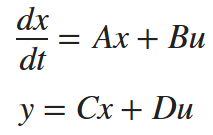 dx/dt = Ax + Bu
y = Cx + Du